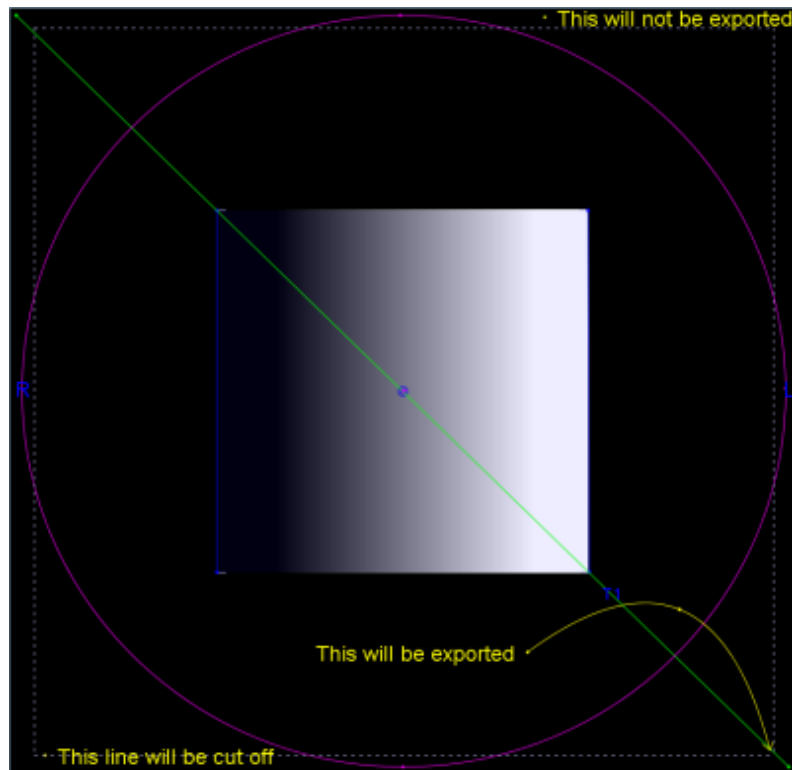 This will not be exported
R
L
T1
This will be exported
This line will be cut off